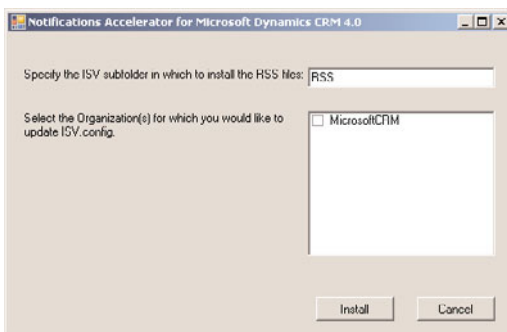 Notifications Accelerator for Microsoft Dynamics CRM 4.0
Specify the ISV subfolder in which to install the RSS files: RSS
Select the Organization(s) for which you would like to
update ISV.config.
MicrosoftCRM
Install Cancel